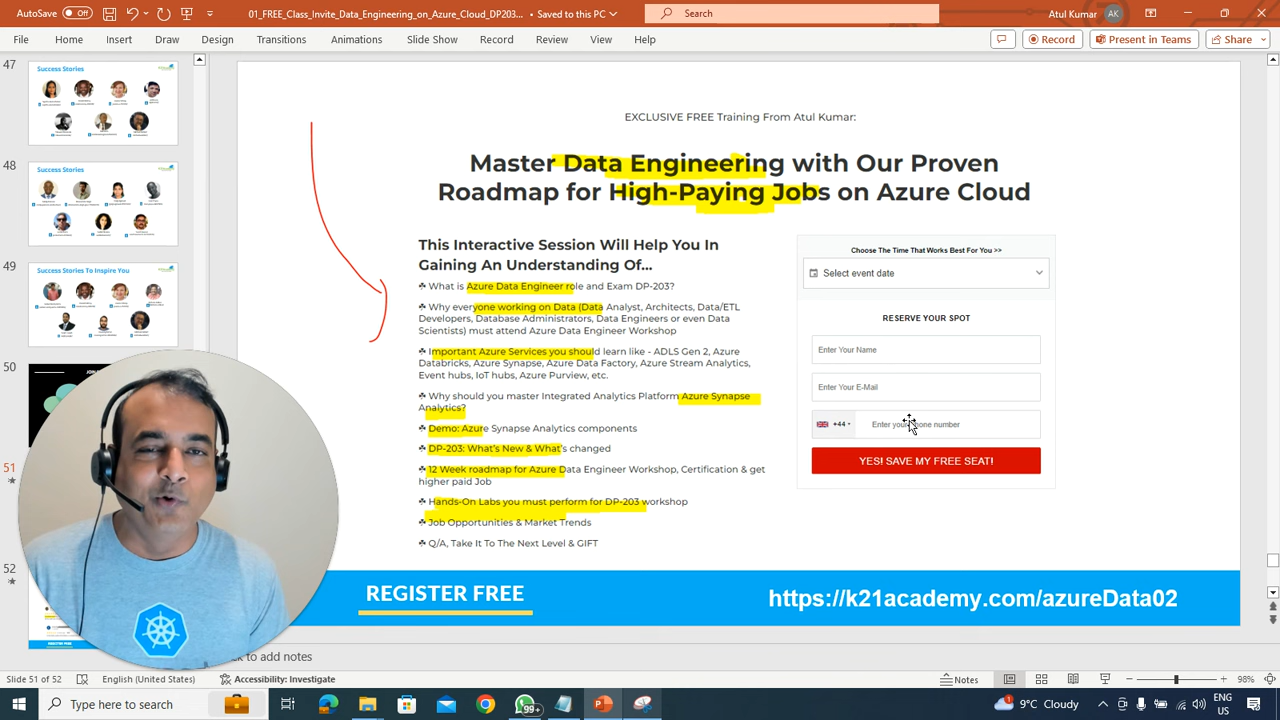 AutoSave Off 01_FREE_Class_Invite_Data_Engineering_on_Azure_Cloud_DP203... • Saved to this PC Search Atul Kumar AK
File Home Insert Draw Design Transitions Animations Slide Show Record Review View Help Record Present in Teams Share
47
Success Stories
48
Success Stories
49
Success Stories To Inspire You
51
52
EXCLUSIVE FREE Training From Atul Kumar:
Master Data Engineering with Our Proven
Roadmap for High-Paying Jobs on Azure Cloud
This Interactive Session Will Help You In
Gaining An Understanding Of...
☘ What is Azure Data Engineer role and Exam DP-203?
☘ Why everyone working on Data (Data Analyst, Architects, Data/ETL
Developers, Database Administrators, Data Engineers or even Data
Scientists) must attend Azure Data Engineer Workshop
☘ Important Azure Services you should learn like - ADLS Gen 2, Azure
Databricks, Azure Synapse, Azure Data Factory, Azure Stream Analytics,
Event hubs, IoT hubs, Azure Purview, etc.
☘ Why should you master Integrated Analytics Platform Azure Synapse
Analytics?
☘ Demo: Azure Synapse Analytics components
☘ DP-203: What's New & What's changed
☘ 12 Week roadmap for Azure Data Engineer Workshop, Certification & get
higher paid Job
☘ Hands-On Labs you must perform for DP-203 workshop
☘ Job Opportunities & Market Trends
☘ Q/A, Take It To The Next Level & GIFT
Choose The Time That Works Best For You >>
Select event date
RESERVE YOUR SPOT
Enter Your Name
Enter Your E-Mail
+44 Enter your phone number
YES! SAVE MY FREE SEAT!
REGISTER FREE
https://k21academy.com/azureData02
to add notes
Slide 51 of 52 English (United States) Accessibility: Investigate Notes 98%
Type here to search 99+ 1 9°C Cloudy ENG
US